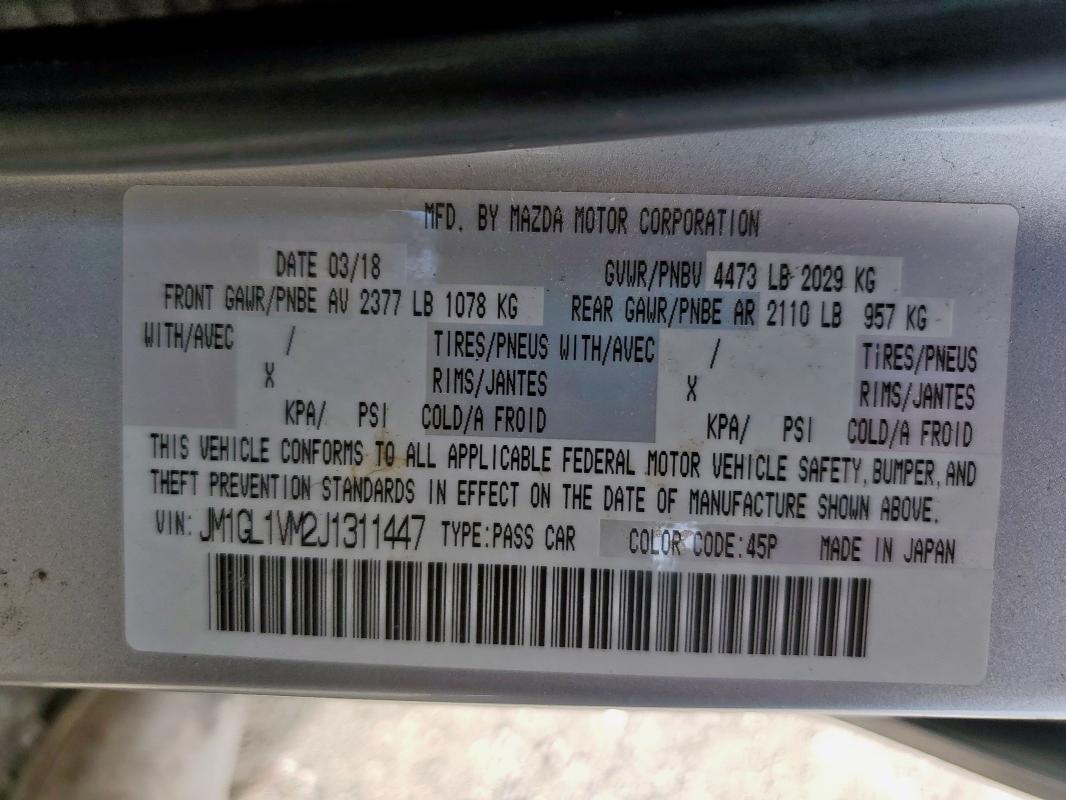 MFD. BY MAZDA MOTOR CORPORATION
DATE 03/18 GVWR/PNBV 4473 LB 2029 KG
FRONT GAWR/PNBE AV 2377 LB 1078 KG REAR GAWR/PNBE AR 2110 LB 957 KG
WITH/AVEC / TIRES/PNEUS WITH/AVEC / TIRES/PNEUS
X RIMS/JANTES X RIMS/JANTES
KPA/ PSI COLD/A FROID KPA/ PSI COLD/A FROID
THIS VEHICLE CONFORMS TO ALL APPLICABLE FEDERAL MOTOR VEHICLE SAFETY, BUMPER, AND
THEFT PREVENTION STANDARDS IN EFFECT ON THE DATE OF MANUFACTURE SHOWN ABOVE.
VIN: JM1GL1VM2J1311447 TYPE:PASS CAR COLOR CODE:45P MADE IN JAPAN